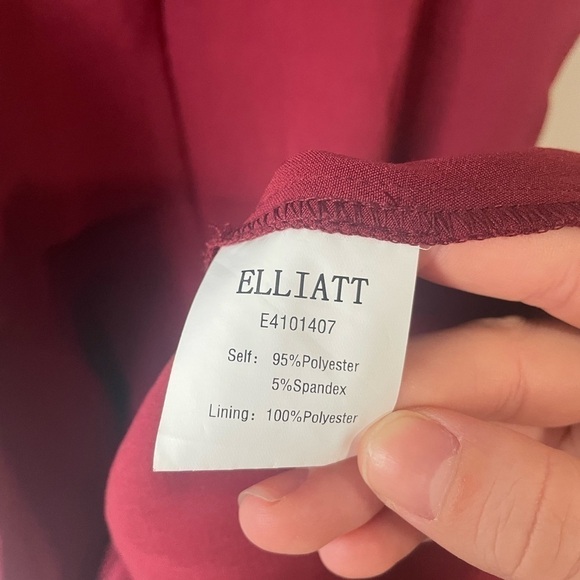 ELLIATT
E4101407
Self: 95%Polyester
5%Spandex
Lining: 100%Polyester